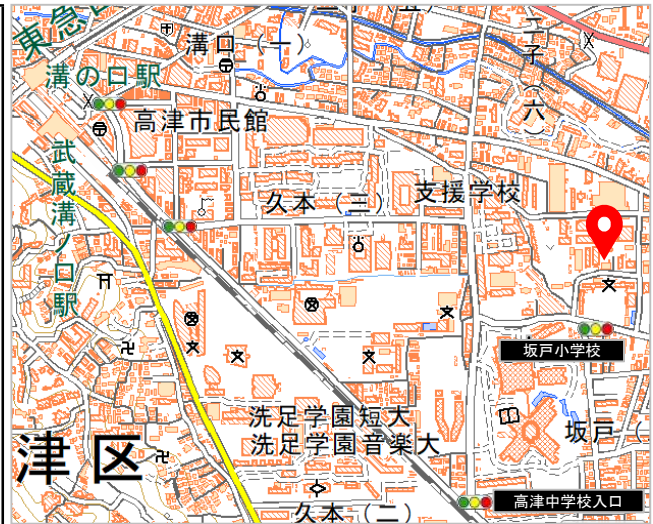 東急
溝口（一）
二子（六）
溝の口駅
高津市民館
武蔵溝ノ口駅
久本（三）
支援学校
坂戸小学校
洗足学園短大
洗足学園音楽大
坂戸（
津区
高津中学校入口
久本（二）